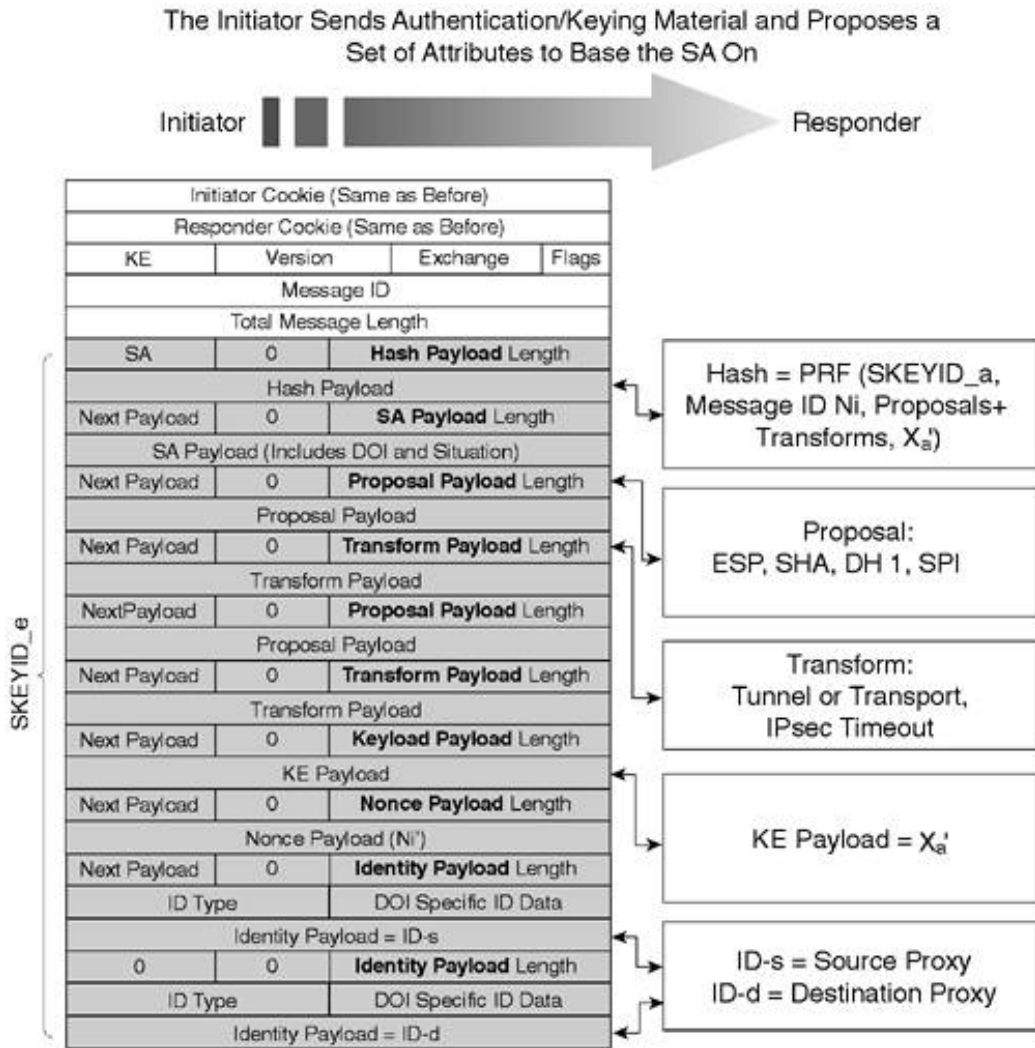 The Initiator Sends Authentication/Keying Material and Proposes a
Set of Attributes to Base the SA On
Initiator
Responder
Initiator Cookie (Same as Before)
Responder Cookie (Same as Before)
KE Version Exchange Flags
Message ID
Total Message Length
SA 0 Hash Payload Length
Hash Payload
Next Payload 0 SA Payload Length
SA Payload (Includes DOI and Situation)
Next Payload 0 Proposal Payload Length
Proposal Payload
Next Payload 0 Transform Payload Length
Transform Payload
NextPayload 0 Proposal Payload Length
Proposal Payload
Next Payload 0 Transform Payload Length
Transform Payload
Next Payload 0 Keyload Payload Length
KE Payload
Next Payload 0 Nonce Payload Length
Nonce Payload (Ni')
Next Payload 0 Identity Payload Length
ID Type DOI Specific ID Data
Identity Payload = ID-s
0 0 Identity Payload Length
ID Type DOI Specific ID Data
Identity Payload = ID-d
SKEYID_e
Hash = PRF (SKEYID_a,
Message ID Ni, Proposals+
Transforms, Xa')
Proposal:
ESP, SHA, DH 1, SPI
Transform:
Tunnel or Transport,
IPsec Timeout
KE Payload = Xa'
ID-s = Source Proxy
ID-d = Destination Proxy